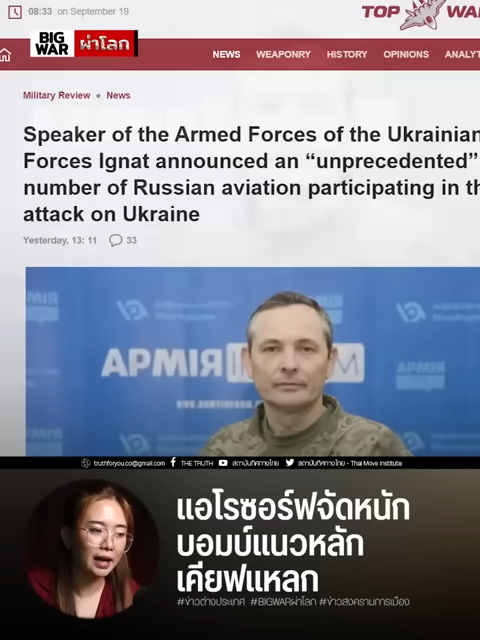 08:33 on September 19
TOP WAR
BIG WAR ผ่าโลก
NEWS WEAPONRY HISTORY OPINIONS ANALYT
Military Review • News
Speaker of the Armed Forces of the Ukrainian
Forces Ignat announced an “unprecedented”
number of Russian aviation participating in th
attack on Ukraine
Yesterday, 13: 11 33
АРМІЯ
truthforyou.co@gmail.com THE TRUTH สถาบันทิศทางไทย สถาบันทิศทางไทย - Thai Move Institute
แอโรซอร์ฟจัดหนัก
บอมบ์แนวหลัก
เคียฟแหลก
#ข่าวต่างประเทศ #BIGWARผ่าโลก #ข่าวสงครามการเมือง